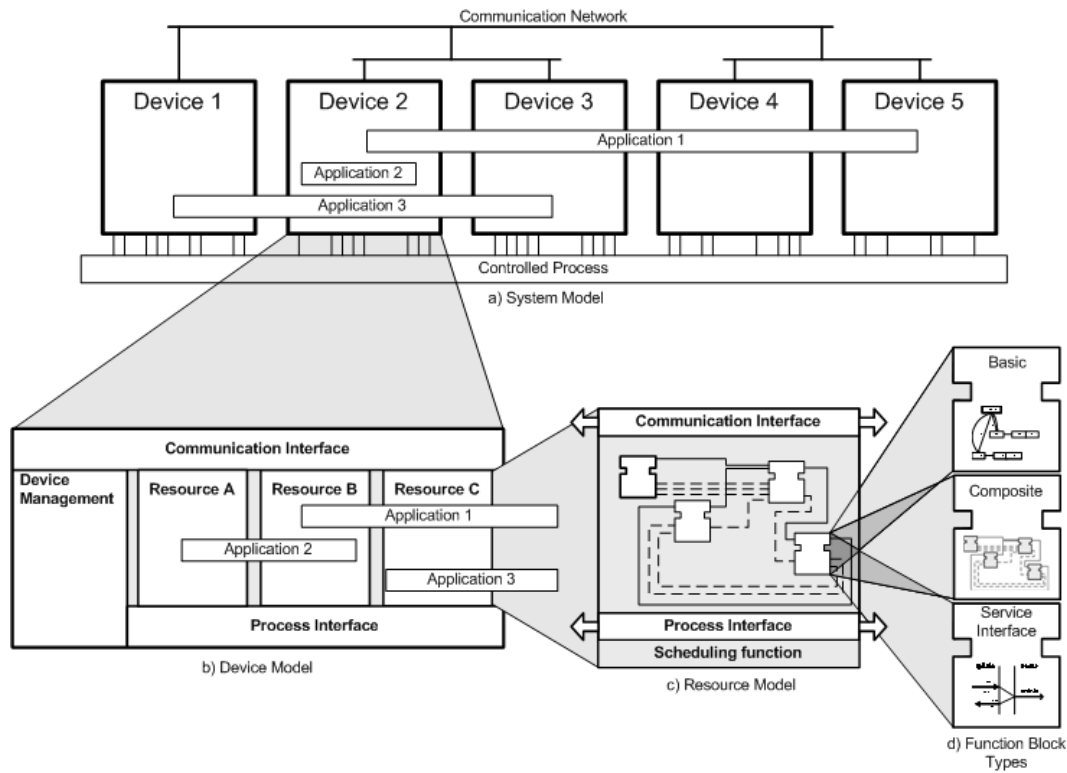 Communication Network
Device 1
Device 2
Device 3
Device 4
Device 5
Application 1
Application 2
Application 3
Controlled Process
a) System Model
Communication Interface
Device
Management
Resource A
Resource B
Resource C
Application 1
Application 2
Application 3
Process Interface
b) Device Model
Communication Interface
Process Interface
Scheduling function
c) Resource Model
Basic
Composite
Service
Interface
d) Function Block
Types